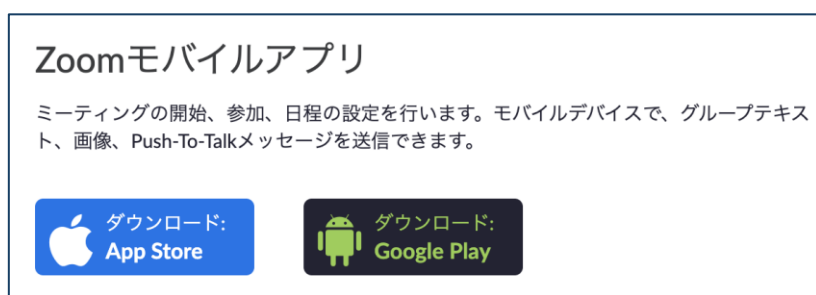 Zoomモバイルアプリ
ミーティングの開始、参加、日程の設定を行います。モバイルデバイスで、グループテキス
ト、画像、Push-To-Talkメッセージを送信できます。
ダウンロード:
App Store
ダウンロード:
Google Play